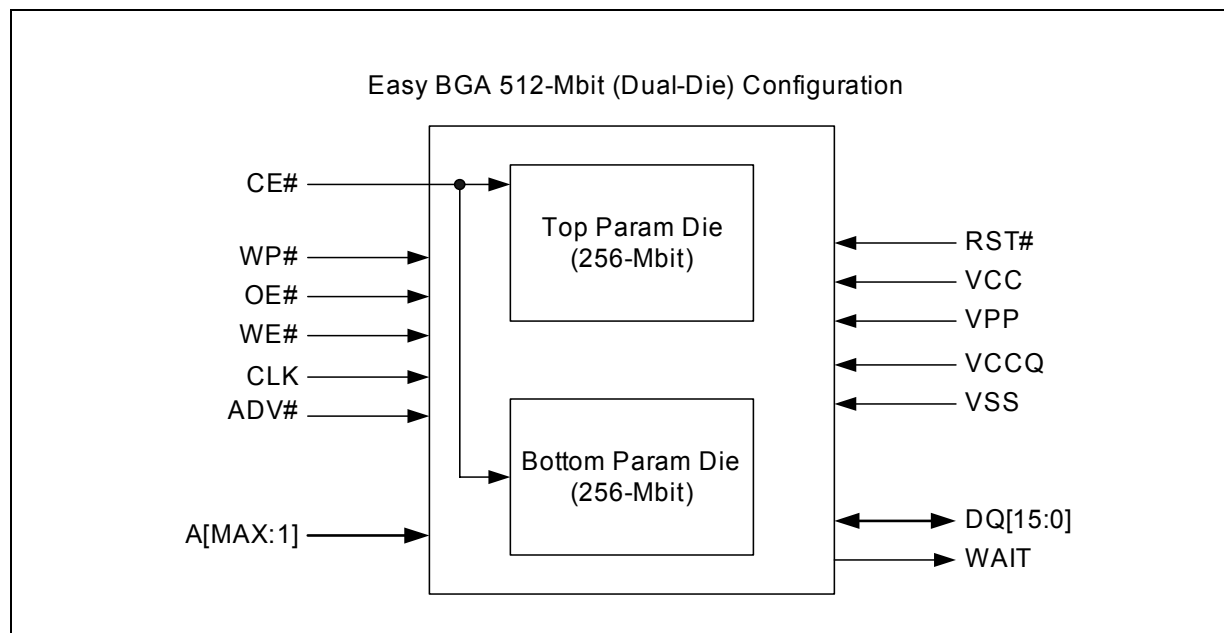 Easy BGA 512-Mbit (Dual-Die) Configuration
CE#
WP#
OE#
WE#
CLK
ADV#
A[MAX:1]
Top Param Die
(256-Mbit)
Bottom Param Die
(256-Mbit)
RST#
VCC
VPP
VCCQ
VSS
DQ[15:0]
WAIT